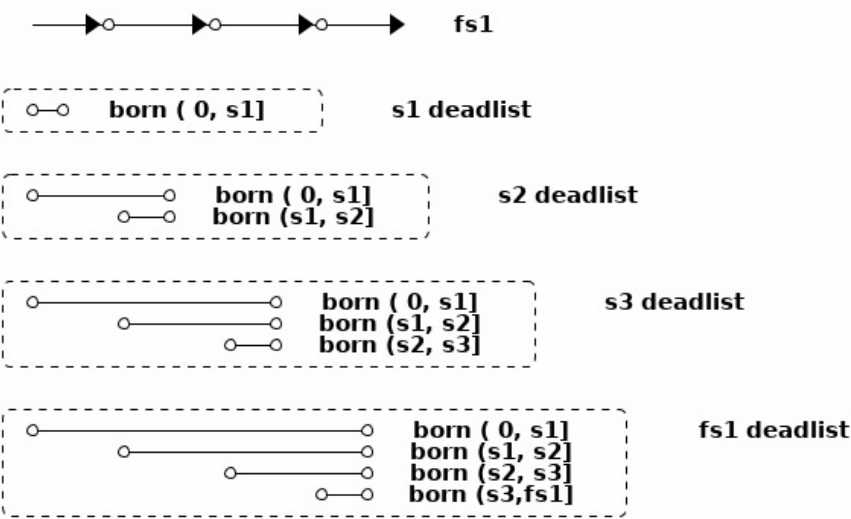 fs1
born ( 0, s1] s1 deadlist
born ( 0, s1] s2 deadlist
born (s1, s2]
born ( 0, s1] s3 deadlist
born (s1, s2]
born (s2, s3]
born ( 0, s1] fs1 deadlist
born (s1, s2]
born (s2, s3]
born (s3,fs1]